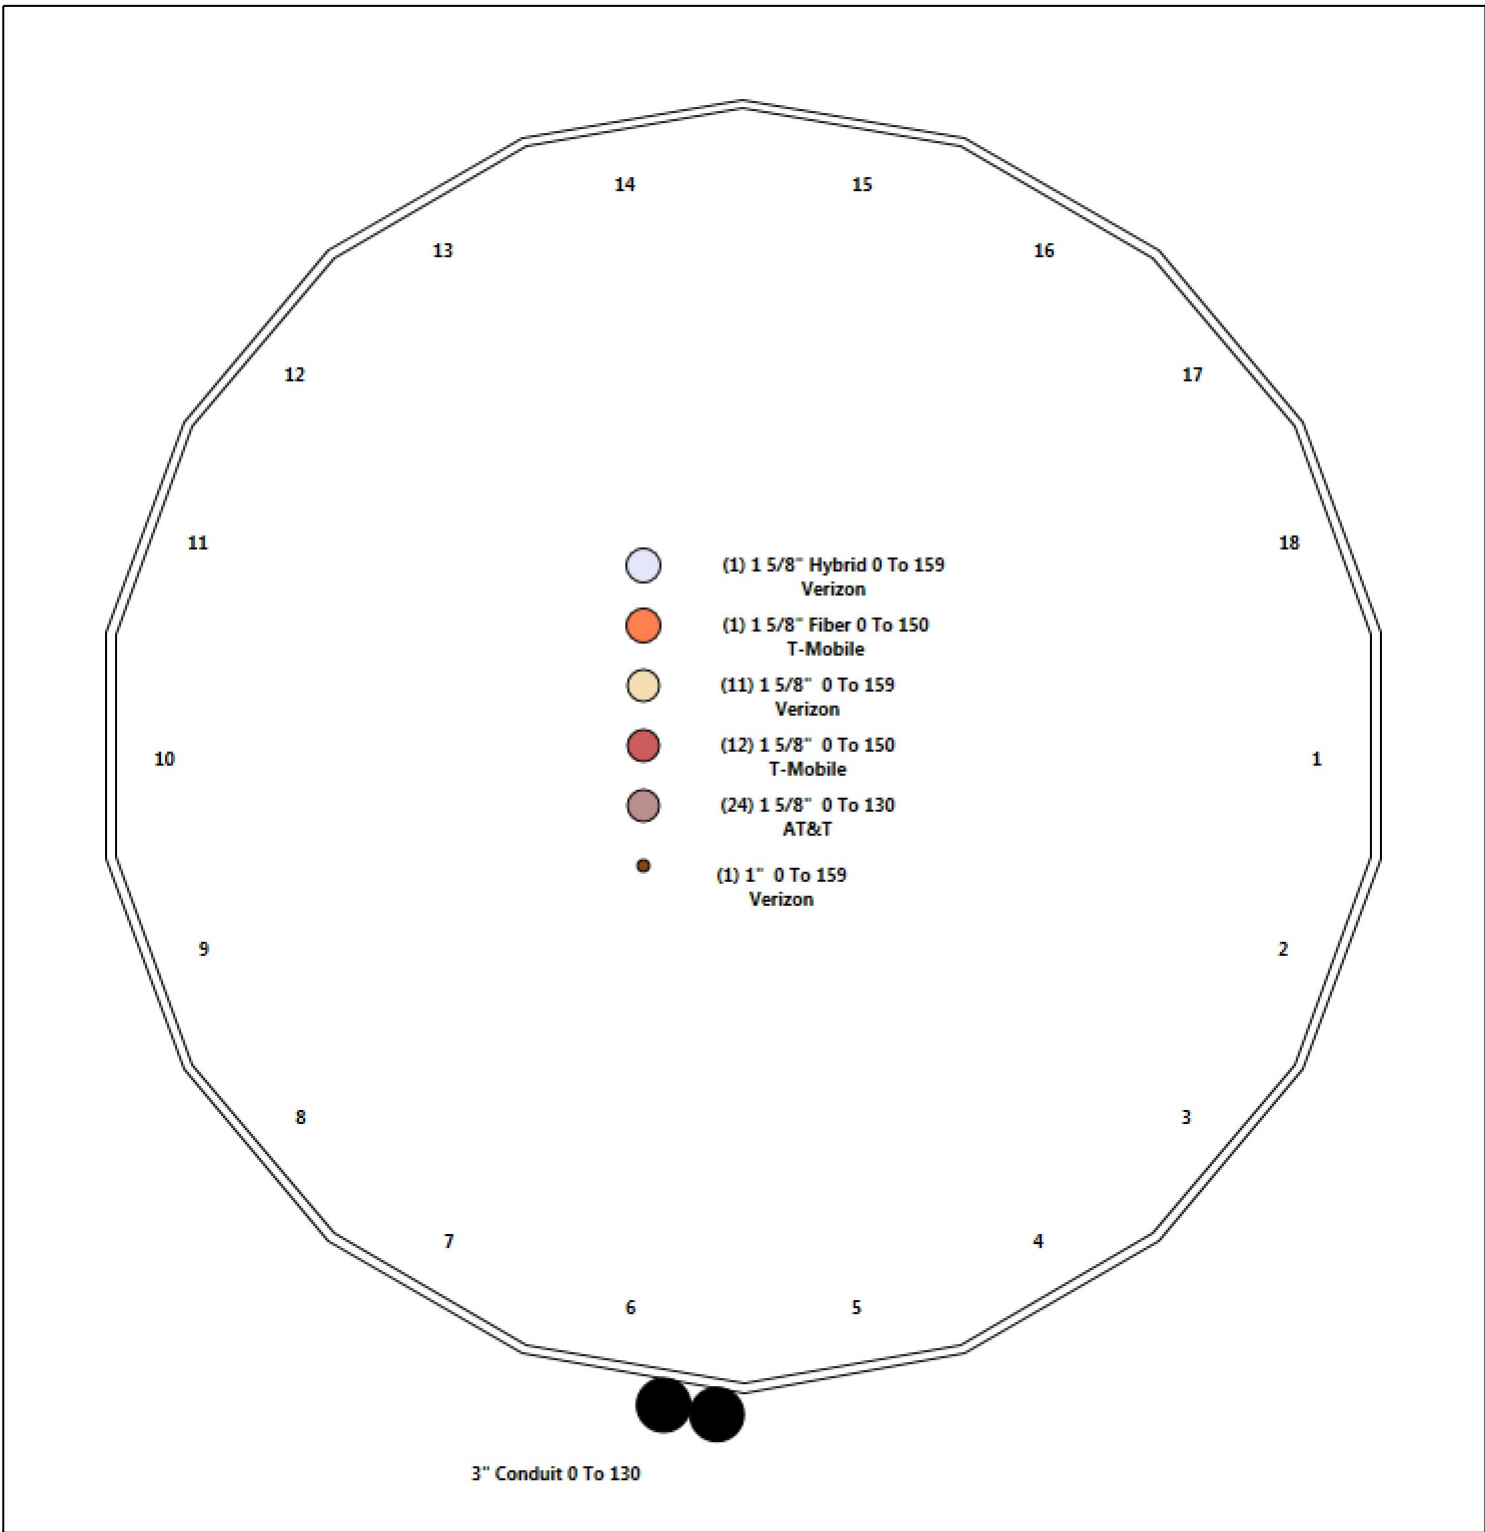 14
15
13
16
12
17
11
18
(1) 1 5/8" Hybrid 0 To 159
Verizon
(1) 1 5/8" Fiber 0 To 150
T-Mobile
(11) 1 5/8"  0 To 159
Verizon
(12) 1 5/8"  0 To 150
T-Mobile
10
1
(24) 1 5/8"  0 To 130
AT&T
(1) 1"  0 To 159
Verizon
9
2
8
3
7
4
6
5
3" Conduit 0 To 130